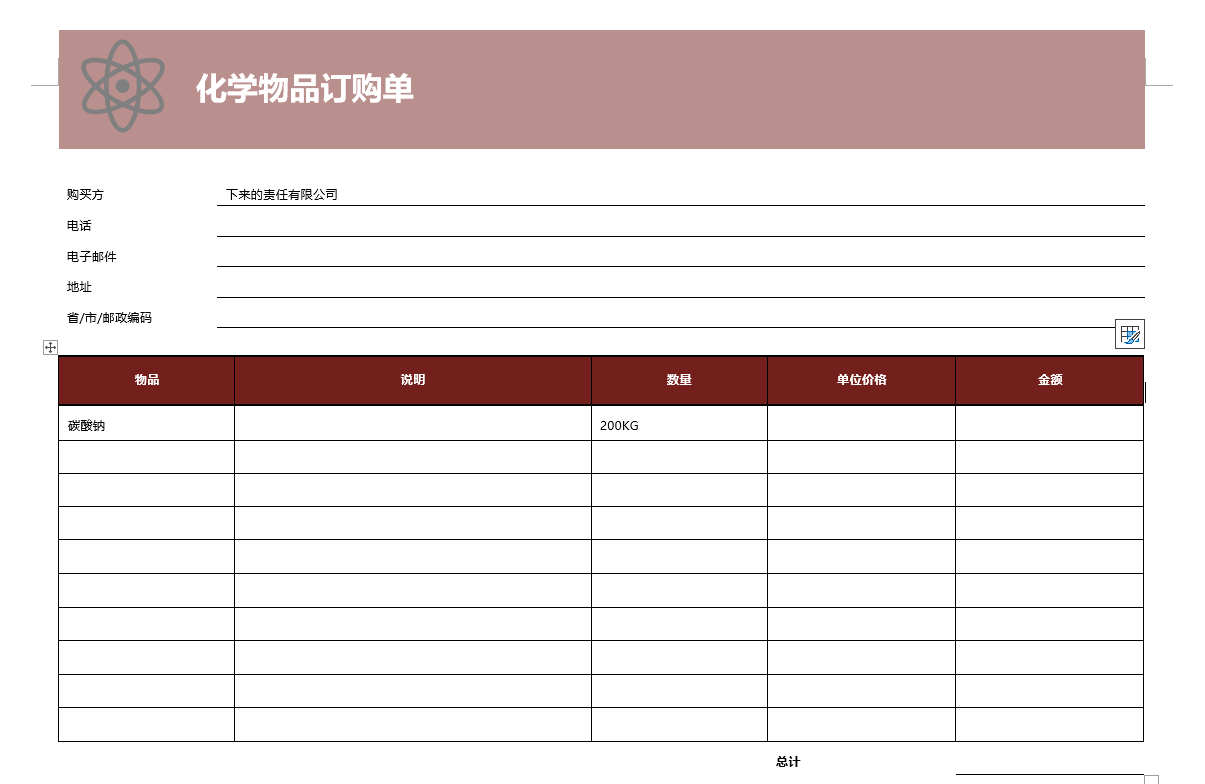 化学物品订购单
购买方 下来的责任有限公司
电话
电子邮件
地址
省/市/邮政编码
物品 说明 数量 单位价格 金额
碳酸钠 200KG
总计